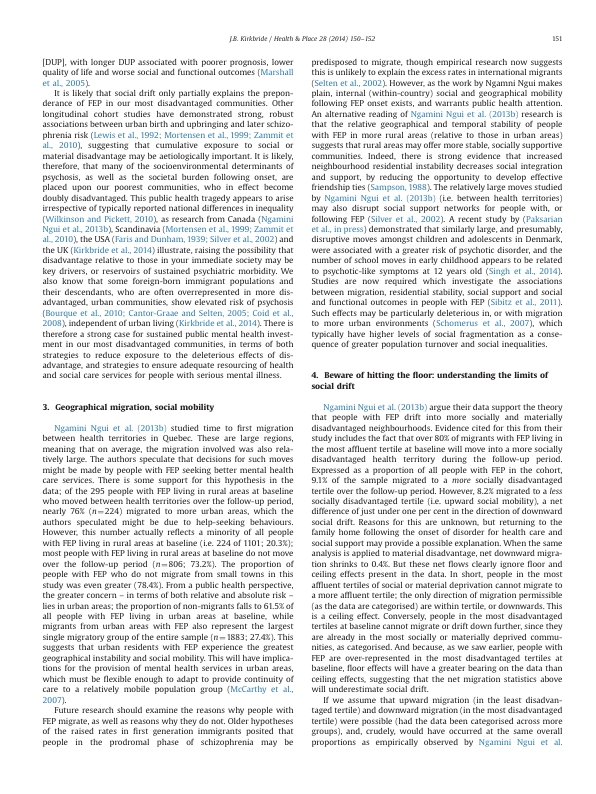 J.B. Kirkbride / Health & Place 28 (2014) 150–152
151
[DUP], with longer DUP associated with poorer prognosis, lower
quality of life and worse social and functional outcomes (Marshall
et al., 2005).
It is likely that social drift only partially explains the prepon-
derance of FEP in our most disadvantaged communities. Other
longitudinal cohort studies have demonstrated strong, robust
associations between urban birth and upbringing and later schizo-
phrenia risk (Lewis et al., 1992; Mortensen et al., 1999; Zammit et
al., 2010), suggesting that cumulative exposure to social or
material disadvantage may be aetiologically important. It is likely,
therefore, that many of the socioenvironmental determinants of
psychosis, as well as the societal burden following onset, are
placed upon our poorest communities, who in effect become
doubly disadvantaged. This public health tragedy appears to arise
irrespective of typically reported national differences in inequality
(Wilkinson and Pickett, 2010), as research from Canada (Ngamini
Ngui et al., 2013b), Scandinavia (Mortensen et al., 1999; Zammit et
al., 2010), the USA (Faris and Dunham, 1939; Silver et al., 2002) and
the UK (Kirkbride et al., 2014) illustrate, raising the possibility that
disadvantage relative to those in your immediate society may be
key drivers, or reservoirs of sustained psychiatric morbidity. We
also know that some foreign-born immigrant populations and
their descendants, who are often overrepresented in more dis-
advantaged, urban communities, show elevated risk of psychosis
(Bourque et al., 2010; Cantor-Graae and Selten, 2005; Coid et al.,
2008), independent of urban living (Kirkbride et al., 2014). There is
therefore a strong case for sustained public mental health invest-
ment in our most disadvantaged communities, in terms of both
strategies to reduce exposure to the deleterious effects of dis-
advantage, and strategies to ensure adequate resourcing of health
and social care services for people with serious mental illness.
3. Geographical migration, social mobility
Ngamini Ngui et al. (2013b) studied time to first migration
between health territories in Quebec. These are large regions,
meaning that on average, the migration involved was also rela-
tively large. The authors speculate that decisions for such moves
might be made by people with FEP seeking better mental health
care services. There is some support for this hypothesis in the
data; of the 295 people with FEP living in rural areas at baseline
who moved between health territories over the follow-up period,
nearly 76% (n=224) migrated to more urban areas, which the
authors speculated might be due to help-seeking behaviours.
However, this number actually reflects a minority of all people
with FEP living in rural areas at baseline (i.e. 224 of 1101; 20.3%);
most people with FEP living in rural areas at baseline do not move
over the follow-up period (n=806; 73.2%). The proportion of
people with FEP who do not migrate from small towns in this
study was even greater (78.4%). From a public health perspective,
the greater concern – in terms of both relative and absolute risk –
lies in urban areas; the proportion of non-migrants falls to 61.5% of
all people with FEP living in urban areas at baseline, while
migrants from urban areas with FEP also represent the largest
single migratory group of the entire sample (n=1883; 27.4%). This
suggests that urban residents with FEP experience the greatest
geographical instability and social mobility. This will have implica-
tions for the provision of mental health services in urban areas,
which must be flexible enough to adapt to provide continuity of
care to a relatively mobile population group (McCarthy et al.,
2007).
Future research should examine the reasons why people with
FEP migrate, as well as reasons why they do not. Older hypotheses
of the raised rates in first generation immigrants posited that
people in the prodromal phase of schizophrenia may be
predisposed to migrate, though empirical research now suggests
this is unlikely to explain the excess rates in international migrants
(Selten et al., 2002). However, as the work by Ngamni Ngui makes
plain, internal (within-country) social and geographical mobility
following FEP onset exists, and warrants public health attention.
An alternative reading of Ngamini Ngui et al. (2013b) research is
that the relative geographical and temporal stability of people
with FEP in more rural areas (relative to those in urban areas)
suggests that rural areas may offer more stable, socially supportive
communities. Indeed, there is strong evidence that increased
neighbourhood residential instability decreases social integration
and support, by reducing the opportunity to develop effective
friendship ties (Sampson, 1988). The relatively large moves studied
by Ngamini Ngui et al. (2013b) (i.e. between health territories)
may also disrupt social support networks for people with, or
following FEP (Silver et al., 2002). A recent study by (Paksarian
et al., in press) demonstrated that similarly large, and presumably,
disruptive moves amongst children and adolescents in Denmark,
were associated with a greater risk of psychotic disorder, and the
number of school moves in early childhood appears to be related
to psychotic-like symptoms at 12 years old (Singh et al., 2014).
Studies are now required which investigate the associations
between migration, residential stability, social support and social
and functional outcomes in people with FEP (Sibitz et al., 2011).
Such effects may be particularly deleterious in, or with migration
to more urban environments (Schomerus et al., 2007), which
typically have higher levels of social fragmentation as a conse-
quence of greater population turnover and social inequalities.
4. Beware of hitting the floor: understanding the limits of
social drift
Ngamini Ngui et al. (2013b) argue their data support the theory
that people with FEP drift into more socially and materially
disadvantaged neighbourhoods. Evidence cited for this from their
study includes the fact that over 80% of migrants with FEP living in
the most affluent tertile at baseline will move into a more socially
disadvantaged health territory during the follow-up period.
Expressed as a proportion of all people with FEP in the cohort,
9.1% of the sample migrated to a more socially disadvantaged
tertile over the follow-up period. However, 8.2% migrated to a less
socially disadvantaged tertile (i.e. upward social mobility), a net
difference of just under one per cent in the direction of downward
social drift. Reasons for this are unknown, but returning to the
family home following the onset of disorder for health care and
social support may provide a possible explanation. When the same
analysis is applied to material disadvantage, net downward migra-
tion shrinks to 0.4%. But these net flows clearly ignore floor and
ceiling effects present in the data. In short, people in the most
affluent tertiles of social or material deprivation cannot migrate to
a more affluent tertile; the only direction of migration permissible
(as the data are categorised) are within tertile, or downwards. This
is a ceiling effect. Conversely, people in the most disadvantaged
tertiles at baseline cannot migrate or drift down further, since they
are already in the most socially or materially deprived commu-
nities, as categorised. And because, as we saw earlier, people with
FEP are over-represented in the most disadvantaged tertiles at
baseline, floor effects will have a greater bearing on the data than
ceiling effects, suggesting that the net migration statistics above
will underestimate social drift.
If we assume that upward migration (in the least disadvan-
taged tertile) and downward migration (in the most disadvantaged
tertile) were possible (had the data been categorised across more
groups), and, crudely, would have occurred at the same overall
proportions as empirically observed by Ngamini Ngui et al.